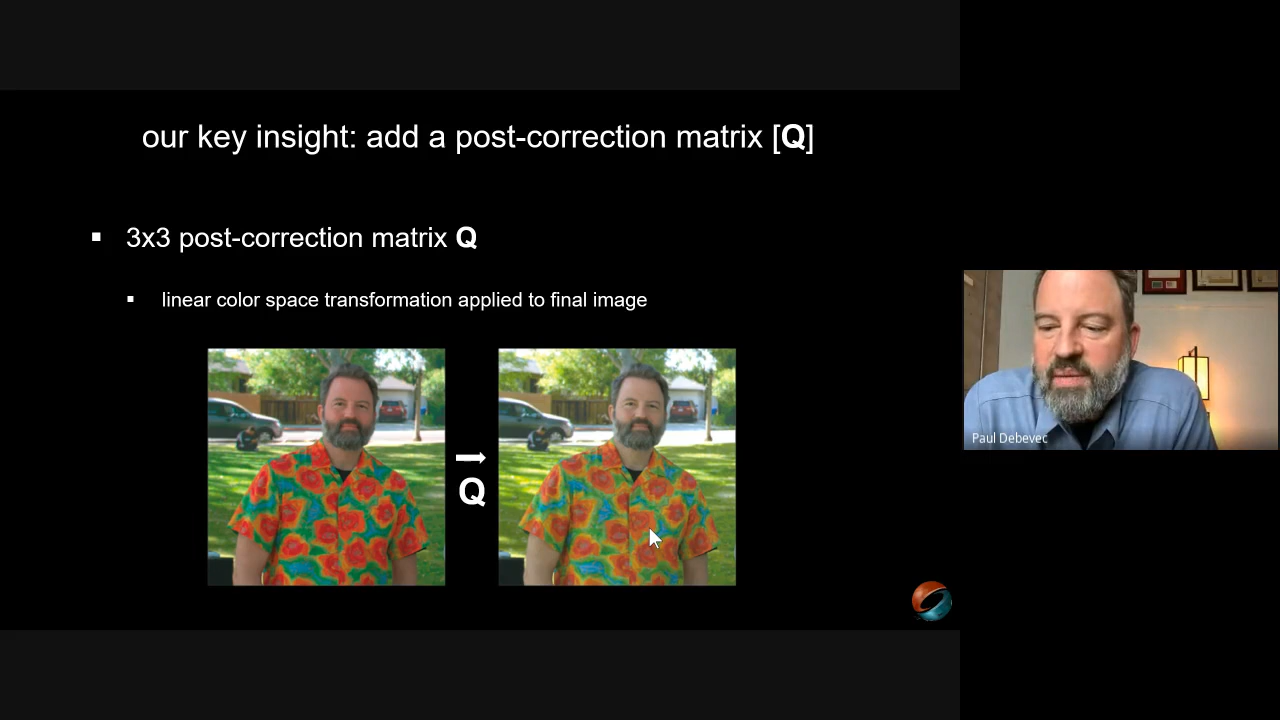 our key insight: add a post-correction matrix [Q]
3x3 post-correction matrix Q
linear color space transformation applied to final image
Q
Paul Debevec